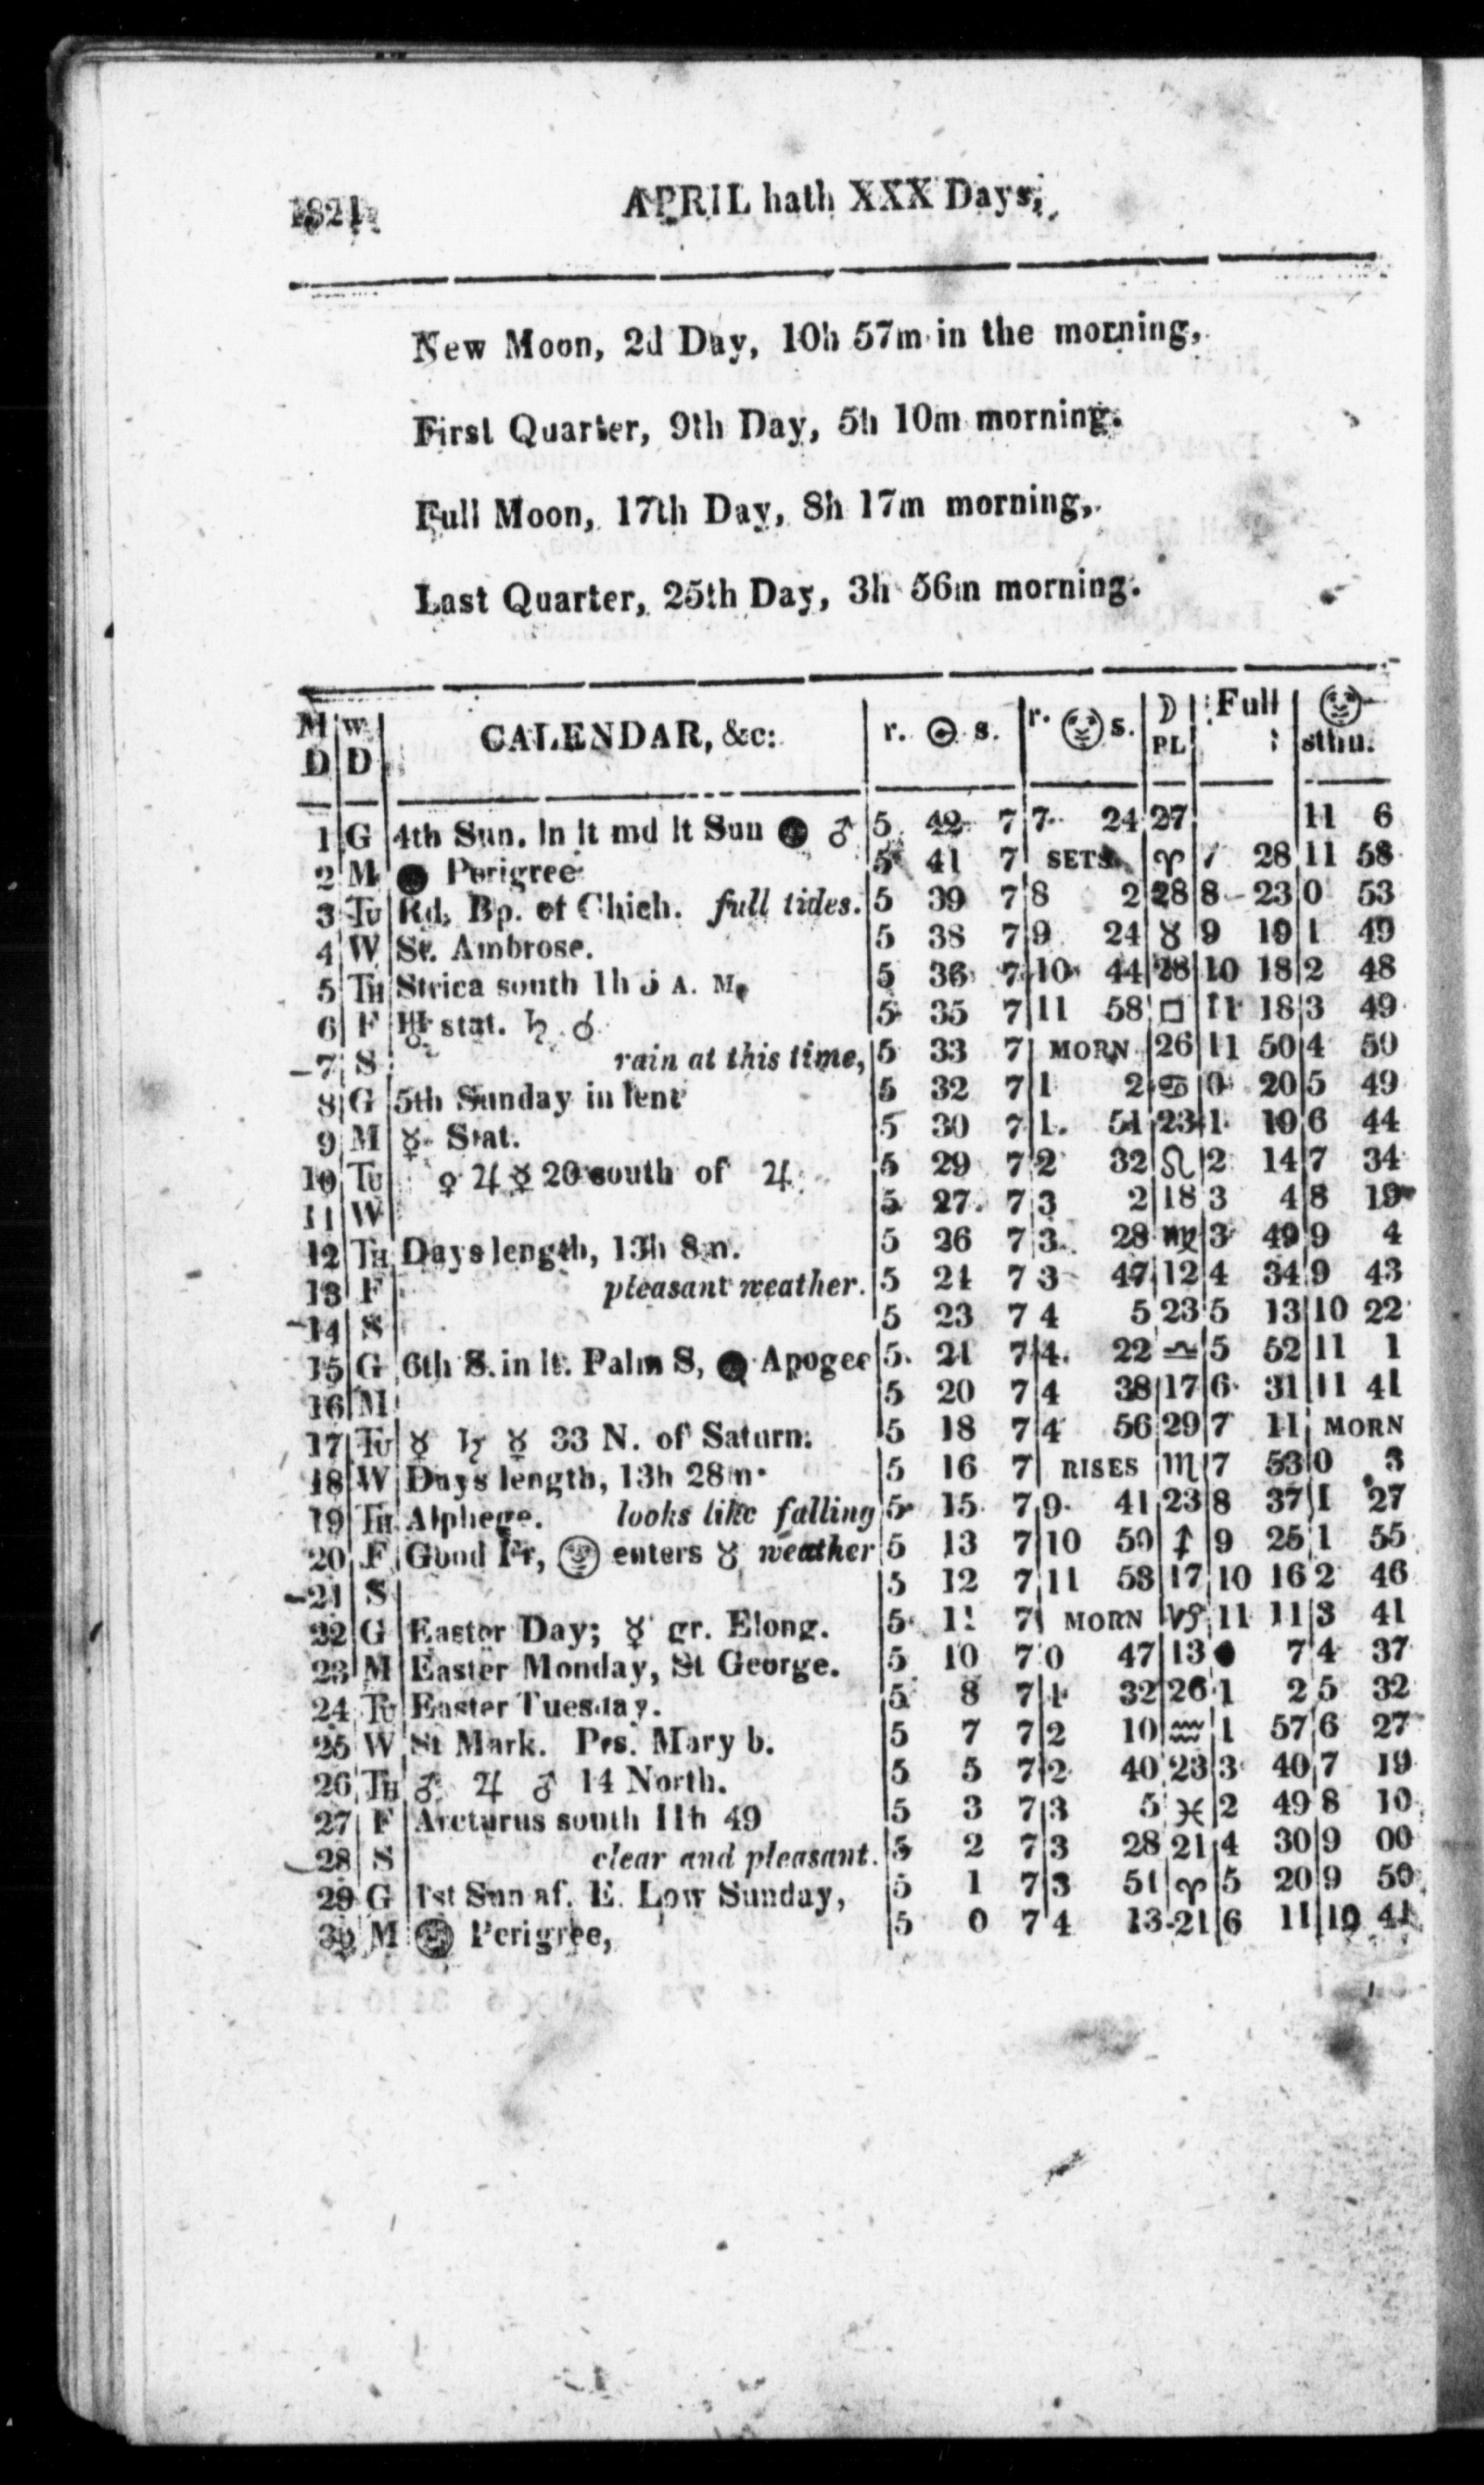 1821. APRIL hath XXX Days,
New Moon, 2d Day, 10h 57m in the morning,
First Quarter, 9th Day, 5h 10m morning.
Full Moon, 17th Day, 8h 17m morning,
Last Quarter, 25th Day, 3h 56m morning.
M W CALENDAR, &c: r. ☉ s. r. s. ☽ Full
D D PL sthu.
1 G 4th Sun. in lt md lt Sun ● ♂ 5 42 7 7 24 27 11 6
2 M ● Perigree 5 41 7 SETS ♈ 7 28 11 58
3 Tu Rd. Bp. of Chich. full tides. 5 39 7 8 2 28 8 23 0 53
4 W St. Ambrose. 5 38 7 9 24 ♉ 9 19 1 49
5 TH Strica south 1h 5 A. M. 5 36 7 10 44 28 10 18 2 48
6 F ♅ stat. ♄ ☌ 5 35 7 11 58 □ 11 18 3 49
7 S rain at this time, 5 33 7 MORN 26 11 50 4 50
8 G 5th Sunday in lent 5 32 7 1 2 ♋ 0 20 5 49
9 M ☿ Stat. 5 30 7 1 51 23 1 19 6 44
10 Tu ♀ ♃ ☿ 20 south of ♃ 5 29 7 2 32 ♌ 2 14 7 34
11 W 5 27 7 3 2 18 3 4 8 19
12 TH Days length, 13h 8m. 5 26 7 3 28 ♍ 3 49 9 4
13 F pleasant weather. 5 24 7 3 47 12 4 34 9 43
14 S 5 23 7 4 5 23 5 13 10 22
15 G 6th S. in lt. Palm S, ● Apogee 5 21 7 4 22 ♎ 5 52 11 1
16 M 5 20 7 4 38 17 6 31 11 41
17 Tu ☿ ♄ ☿ 33 N. of Saturn. 5 18 7 4 56 29 7 11 MORN
18 W Days length, 13h 28m. 5 16 7 RISES ♏ 7 53 0 3
19 TH Alphege. looks like falling 5 15 7 9 41 23 8 37 1 27
20 F Good Fr, enters ♉ weather 5 13 7 10 50 ♐ 9 25 1 55
21 S 5 12 7 11 53 17 10 16 2 46
22 G Easter Day; ☿ gr. Elong. 5 11 7 MORN ♑ 11 11 3 41
23 M Easter Monday, St George. 5 10 7 0 47 13 ● 7 4 37
24 Tu Easter Tuesday. 5 8 7 1 32 26 1 2 5 32
25 W St Mark. Prs. Mary b. 5 7 7 2 10 ♒ 1 57 6 27
26 TH ♂ ♃ ♂ 14 North. 5 5 7 2 40 23 3 40 7 19
27 F Arcturus south 11h 49 5 3 7 3 5 ♓ 2 49 8 10
28 S clear and pleasant. 5 2 7 3 28 21 4 30 9 00
29 G 1st Sun af. E. Low Sunday, 5 1 7 3 51 ♈ 5 20 9 50
30 M Perigree, 5 0 7 4 13 21 6 11 10 41